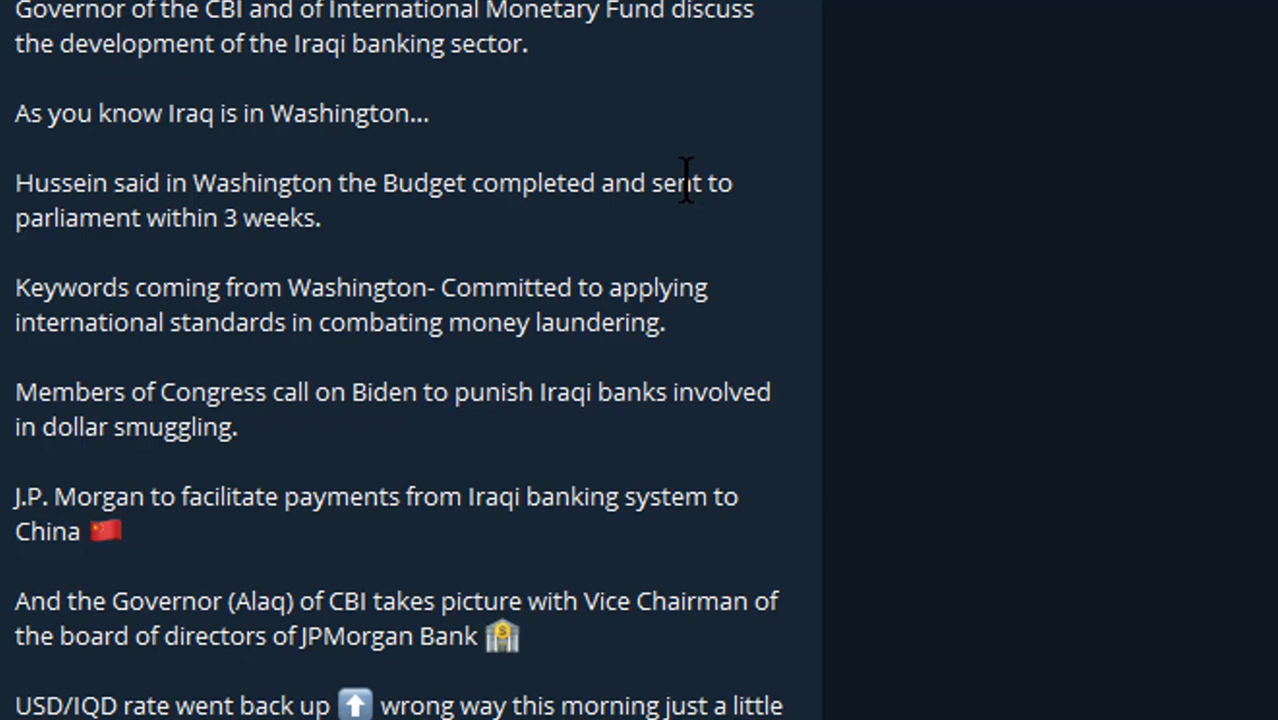 Governor of the CBI and of International Monetary Fund discuss
the development of the Iraqi banking sector.
As you know Iraq is in Washington...
Hussein said in Washington the Budget completed and sent to
parliament within 3 weeks.
Keywords coming from Washington- Committed to applying
international standards in combating money laundering.
Members of Congress call on Biden to punish Iraqi banks involved
in dollar smuggling.
J.P. Morgan to facilitate payments from Iraqi banking system to
China 🇨🇳
And the Governor (Alaq) of CBI takes picture with Vice Chairman of
the board of directors of JPMorgan Bank 🏦
USD/IQD rate went back up ⬆️ wrong way this morning just a little